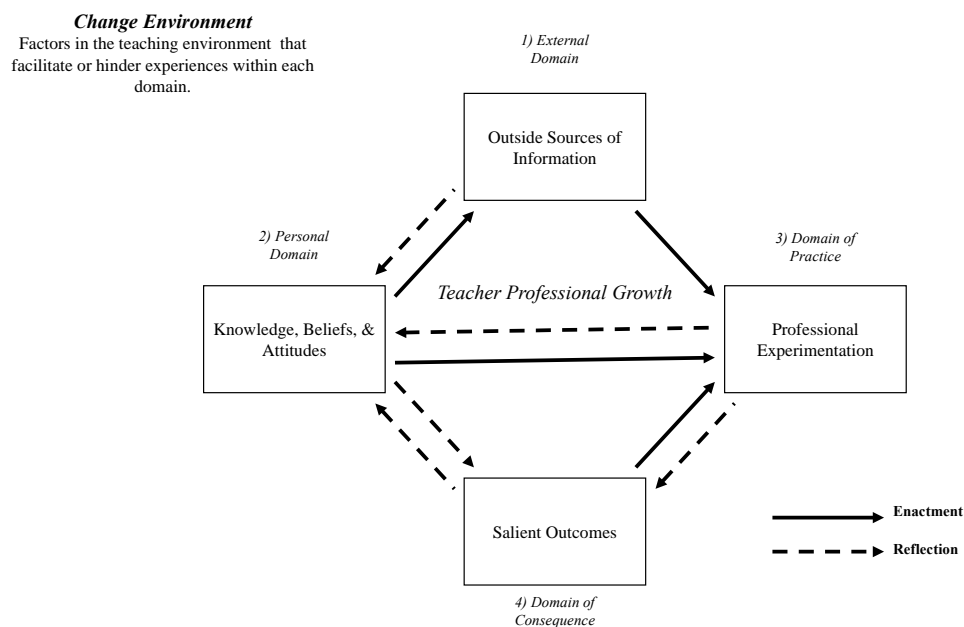 Change Environment
Factors in the teaching environment that
facilitate or hinder experiences within each
domain.
1) External
Domain
Outside Sources of
Information
2) Personal
Domain
3) Domain of
Practice
Teacher Professional Growth
Knowledge, Beliefs, &
Attitudes
Professional
Experimentation
Salient Outcomes
Enactment
Reflection
4) Domain of
Consequence